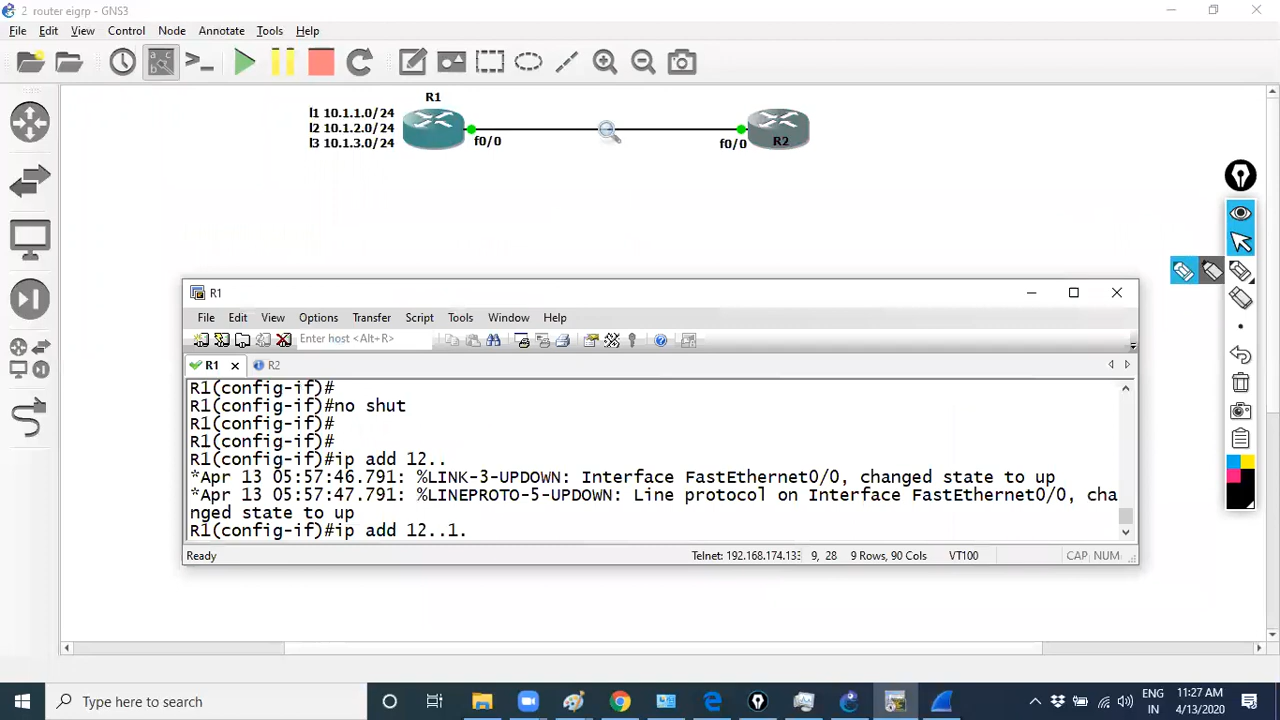 2 router eigrp - GNS3
File Edit View Control Node Annotate Tools Help
R1
l1 10.1.1.0/24
l2 10.1.2.0/24
l3 10.1.3.0/24
f0/0
f0/0
R2
R1
File Edit View Options Transfer Script Tools Window Help
Enter host <Alt+R>
R1
R2
R1(config-if)#
R1(config-if)#no shut
R1(config-if)#
R1(config-if)#
R1(config-if)#ip add 12..
*Apr 13 05:57:46.791: %LINK-3-UPDOWN: Interface FastEthernet0/0, changed state to up
*Apr 13 05:57:47.791: %LINEPROTO-5-UPDOWN: Line protocol on Interface FastEthernet0/0, cha
nged state to up
R1(config-if)#ip add 12..1.
Ready Telnet: 192.168.174.133 9, 28 9 Rows, 90 Cols VT100 CAP NUM
Type here to search
ENG 11:27 AM
IN 4/13/2020